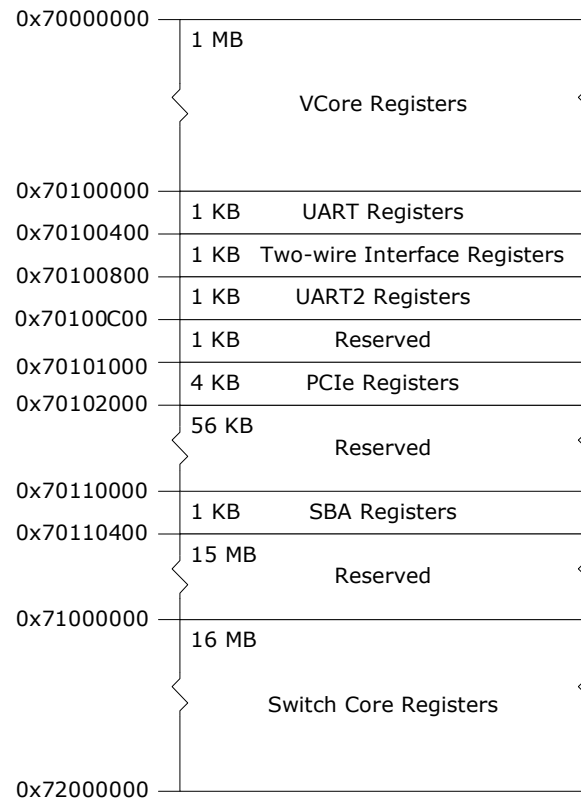 0x70000000
1 MB
VCore Registers
0x70100000
1 KB UART Registers
0x70100400
1 KB Two-wire Interface Registers
0x70100800
1 KB UART2 Registers
0x70100C00
1 KB Reserved
0x70101000
4 KB PCIe Registers
0x70102000
56 KB
Reserved
0x70110000
1 KB SBA Registers
0x70110400
15 MB
Reserved
0x71000000
16 MB
Switch Core Registers
0x72000000